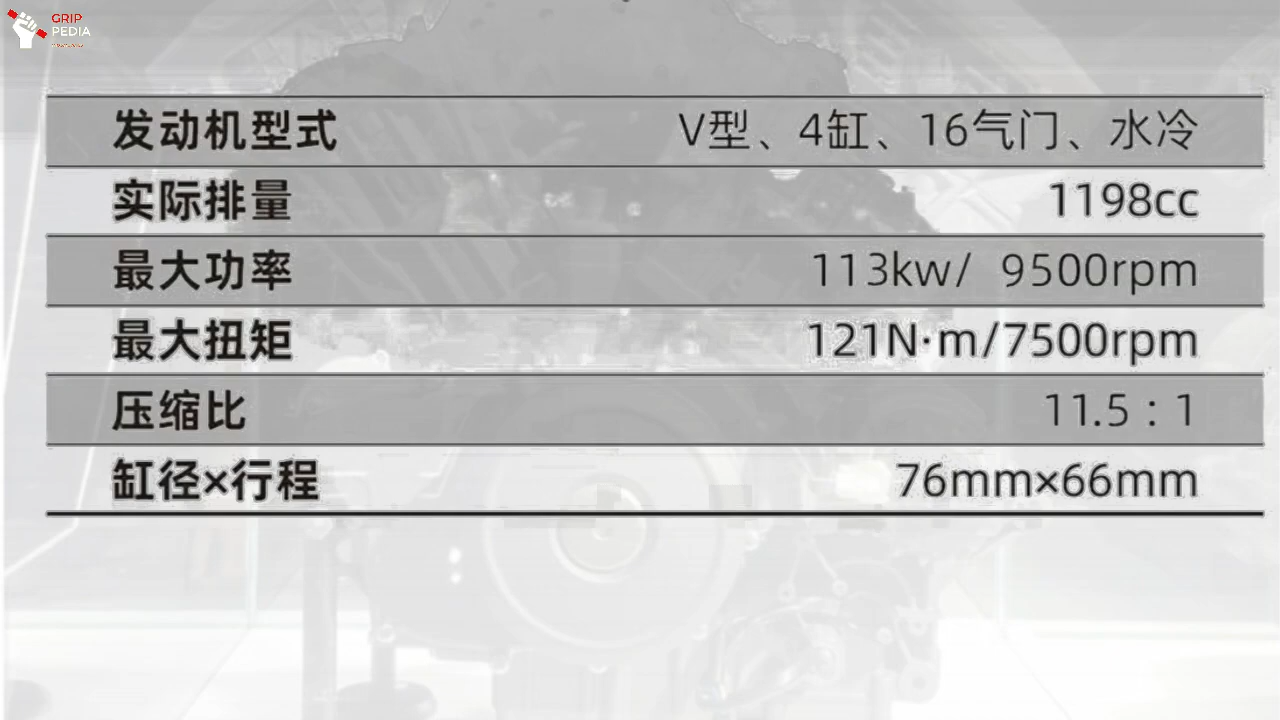 GRIP
PEDIA
发动机型式 V型、4缸、16气门、水冷
实际排量 1198cc
最大功率 113kw/ 9500rpm
最大扭矩 121N·m/7500rpm
压缩比 11.5：1
缸径×行程 76mm×66mm